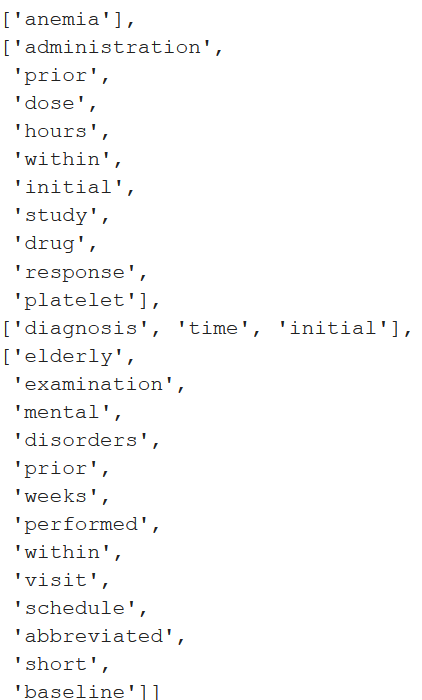 ['anemia'],
['administration',
'prior',
'dose',
'hours',
'within',
'initial',
'study',
'drug',
'response',
'platelet'],
['diagnosis', 'time', 'initial'],
['elderly',
'examination',
'mental',
'disorders',
'prior',
'weeks',
'performed',
'within',
'visit',
'schedule',
'abbreviated',
'short',
'baseline']]